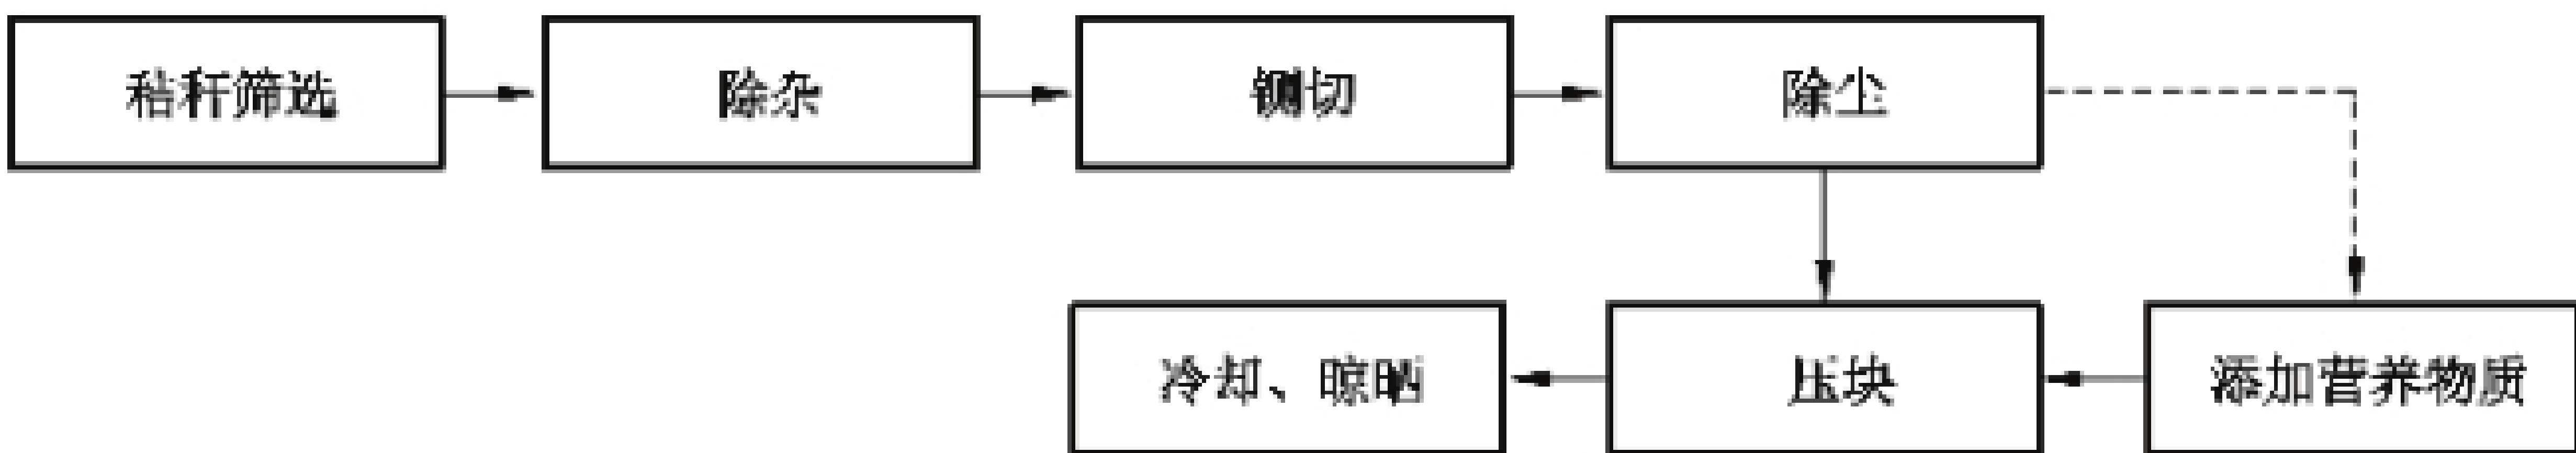 秸秆筛选
除杂
铡切
除尘
冷却、晾晒
压块
添加营养物质